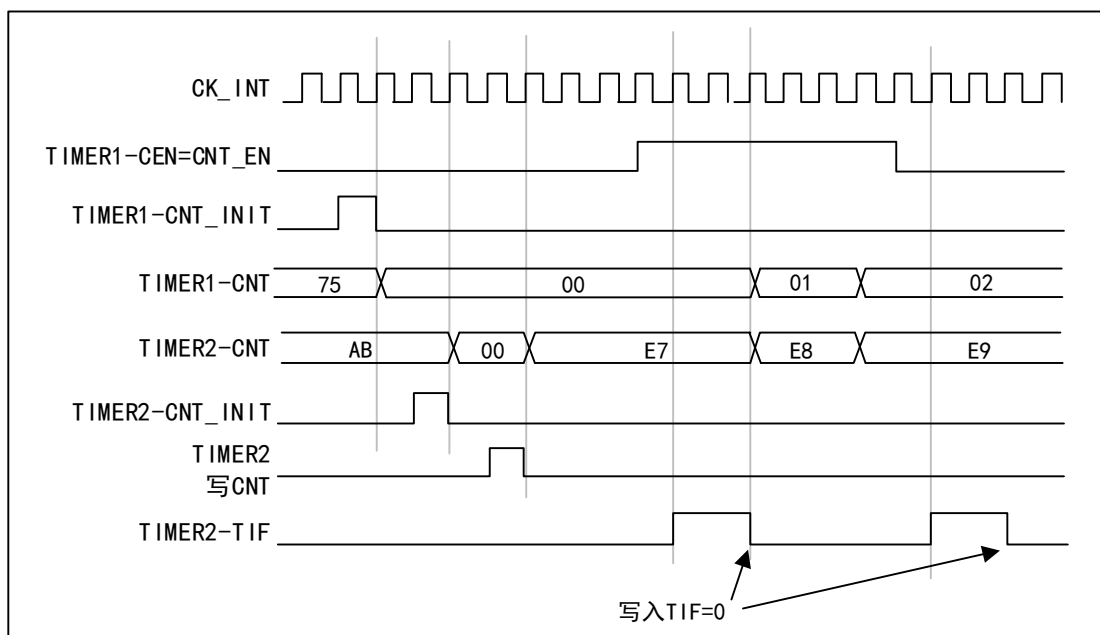 CK_INT
TIMER1-CEN=CNT_EN
TIMER1-CNT_INIT
TIMER1-CNT
75
00
01
02
TIMER2-CNT
AB
00
E7
E8
E9
TIMER2-CNT_INIT
TIMER2
写CNT
TIMER2-TIF
写入TIF=0